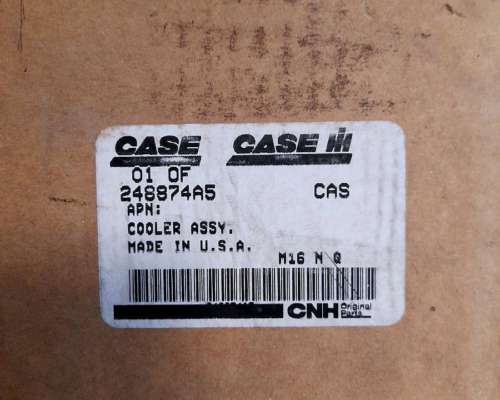 CASE CASE IH
01 OF
248874A5 CAS
APN:
COOLER ASSY.
MADE IN U.S.A.
M16 N Q
CNH Original Parts